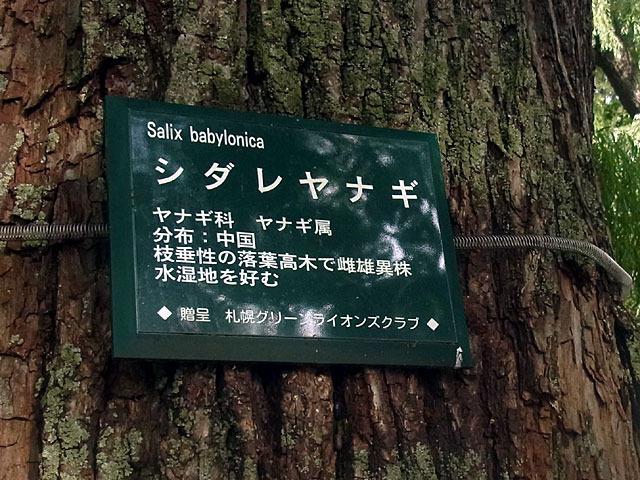 Salix babylonica
シダレヤナギ
ヤナギ科　ヤナギ属
分布：中国
枝垂性の落葉高木で雌雄異株
水湿地を好む
◆ 贈呈　札幌グリーンライオンズクラブ ◆